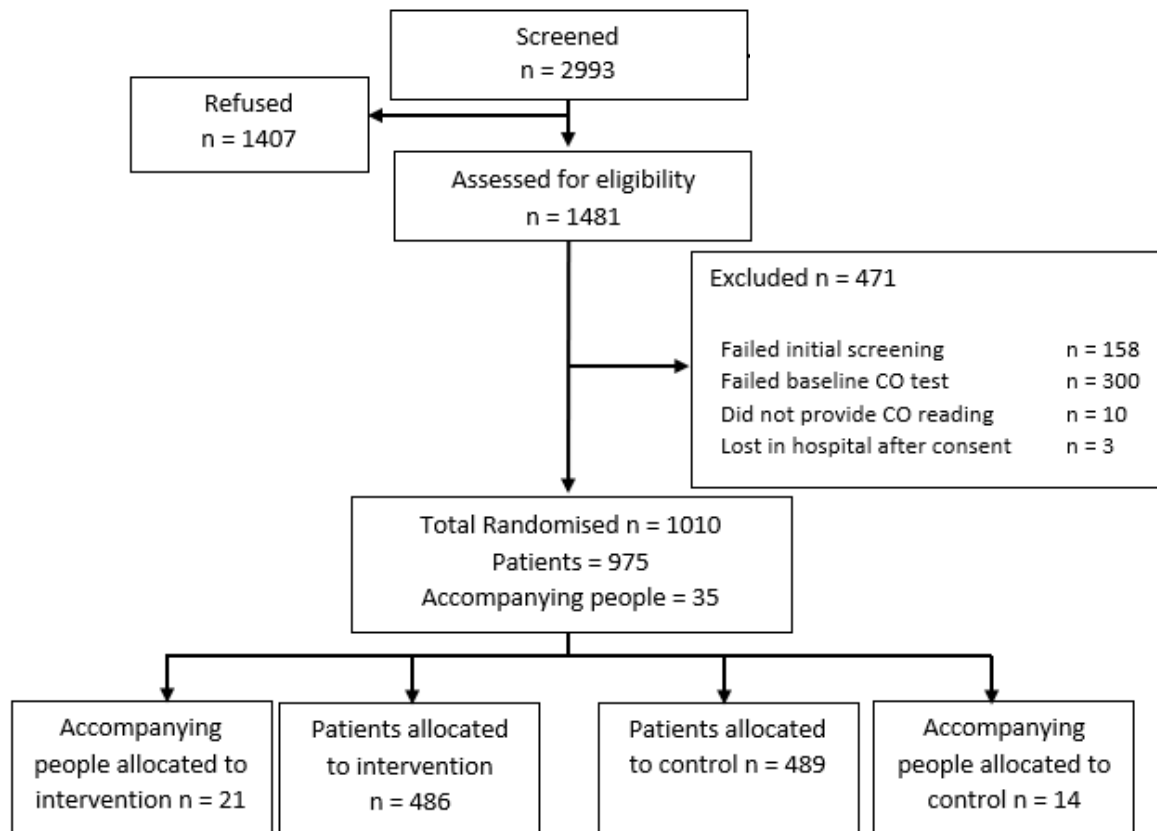 Screened
n = 2993
Refused
n = 1407
Assessed for eligibility
n = 1481
Excluded n = 471
Failed initial screening n = 158
Failed baseline CO test n = 300
Did not provide CO reading n = 10
Lost in hospital after consent n = 3
Total Randomised n = 1010
Patients = 975
Accompanying people = 35
Accompanying
people allocated to
intervention n = 21
Patients allocated
to intervention
n = 486
Patients allocated
to control n = 489
Accompanying
people allocated to
control n = 14